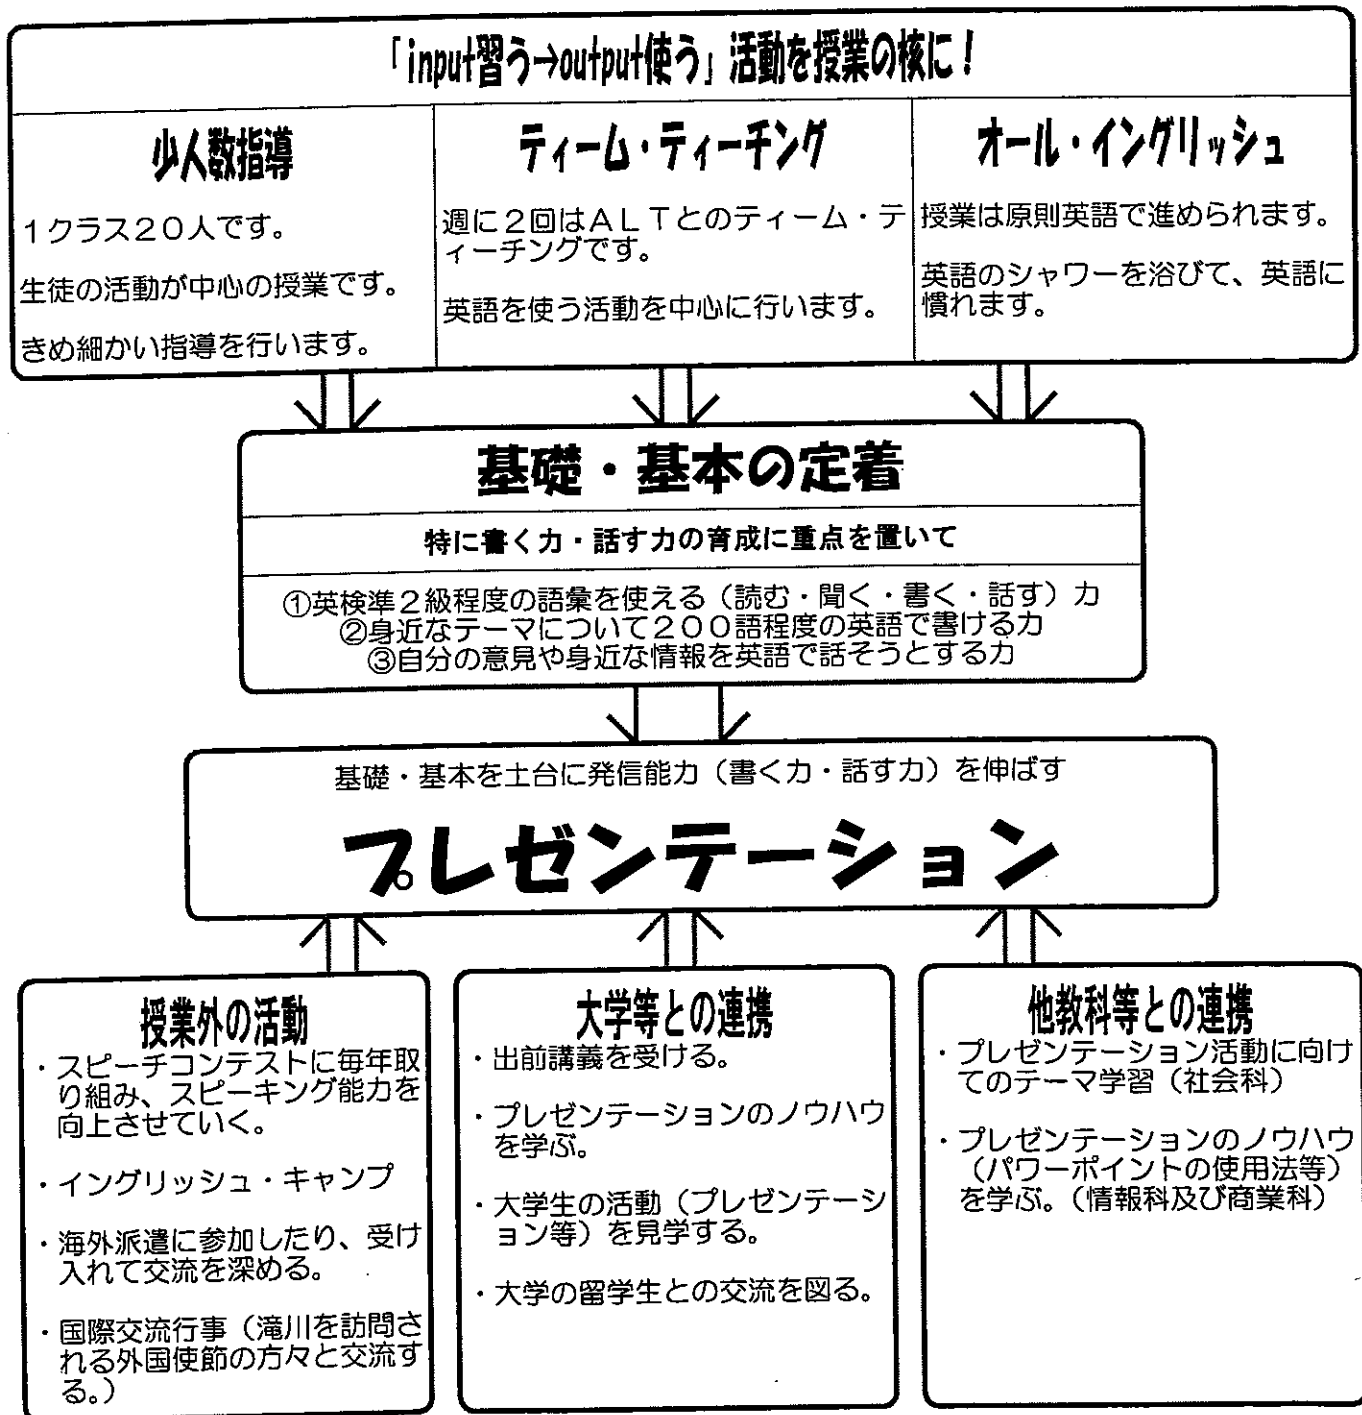 「input習う→output使う」活動を授業の核に！
少人数指導
１クラス２０人です。
生徒の活動が中心の授業です。
きめ細かい指導を行います。
ティーム・ティーチング
週に２回はＡＬＴとのティーム・テ
ィーチングです。
英語を使う活動を中心に行います。
オール・イングリッシュ
授業は原則英語で進められます。
英語のシャワーを浴びて、英語に
慣れます。
基礎・基本の定着
特に書く力・話す力の育成に重点を置いて
①英検準２級程度の語彙を使える（読む・聞く・書く・話す）力
②身近なテーマについて２００語程度の英語で書ける力
③自分の意見や身近な情報を英語で話そうとする力
基礎・基本を土台に発信能力（書く力・話す力）を伸ばす
プレゼンテーション
授業外の活動
・スピーチコンテストに毎年取
り組み、スピーキング能力を
向上させていく。
・イングリッシュ・キャンプ
・海外派遣に参加したり、受け
入れて交流を深める。
・国際交流行事（滝川を訪問さ
れる外国使節の方々と交流す
る。）
大学等との連携
・出前講義を受ける。
・プレゼンテーションのノウハウ
を学ぶ。
・大学生の活動（プレゼンテーシ
ョン等）を見学する。
・大学の留学生との交流を図る。
他教科等との連携
・プレゼンテーション活動に向け
てのテーマ学習（社会科）
・プレゼンテーションのノウハウ
（パワーポイントの使用法等）
を学ぶ。（情報科及び商業科）